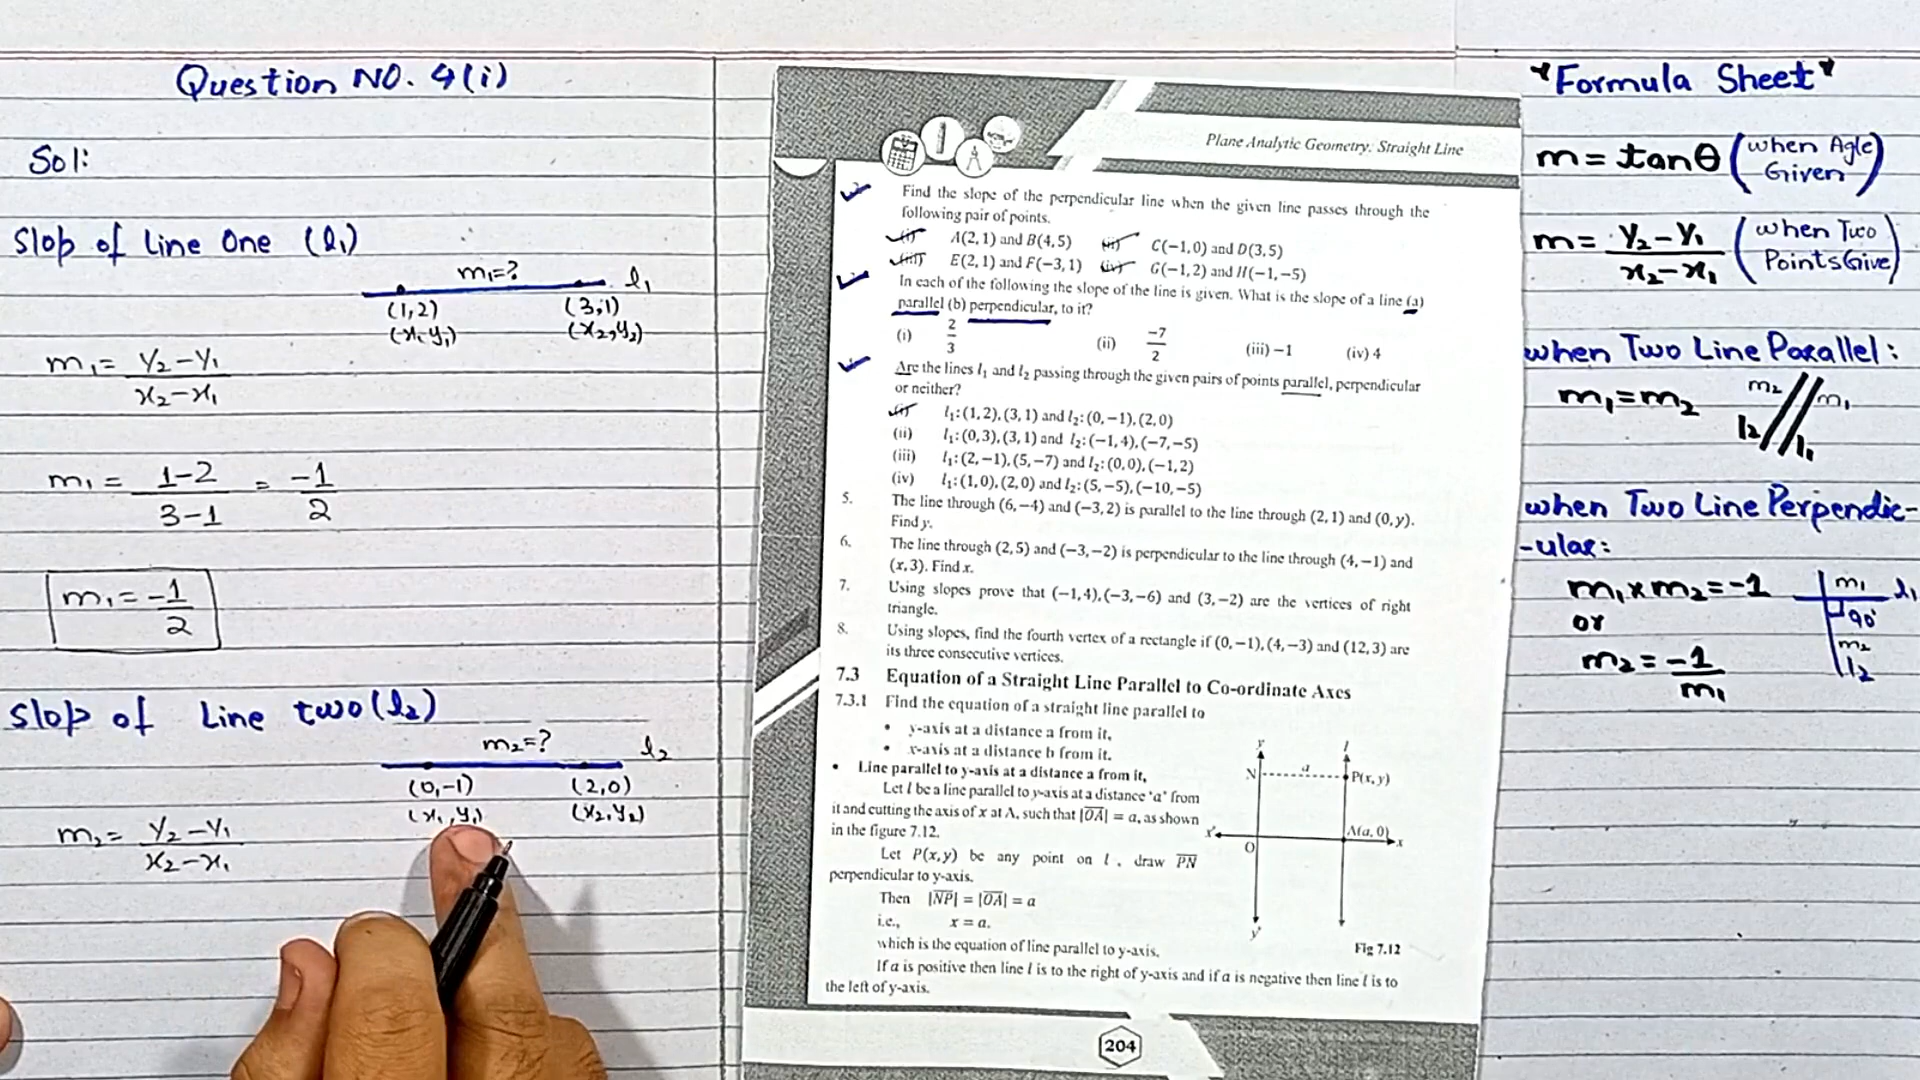 Question NO. 4(i)
Sol:
Slop of Line One (l₁)
m₁=?
l₁
(1,2) (3,1)
(x₁,y₁) (x₂,y₂)
m₁= Y₂-Y₁ / x₂-x₁
m₁ = 1-2 / 3-1 = -1 / 2
m₁ = -1 / 2
Slop of Line two(l₂)
m₂=?
l₂
(0,-1) (2,0)
(x₁,y₁) (x₂,y₂)
m₂= Y₂-Y₁ / x₂-x₁
Plane Analytic Geometry: Straight Line
Find the slope of the perpendicular line when the given line passes through the
following pair of points.
(i) A(2,1) and B(4,5) (ii) C(-1,0) and D(3,5)
(iii) E(2,1) and F(-3,1) (iv) G(-1,2) and H(-1,-5)
In each of the following the slope of the line is given. What is the slope of a line (a)
parallel (b) perpendicular, to it?
(i) 2/3 (ii) -7/2 (iii) -1 (iv) 4
Are the lines l₁ and l₂ passing through the given pairs of points parallel, perpendicular
or neither?
(i) l₁:(1,2),(3,1) and l₂:(0,-1),(2,0)
(ii) l₁:(0,3),(3,1) and l₂:(-1,4),(-7,-5)
(iii) l₁:(2,-1),(5,-7) and l₂:(0,0),(-1,2)
(iv) l₁:(1,0),(2,0) and l₂:(5,-5),(-10,-5)
5. The line through (6,-4) and (-3,2) is parallel to the line through (2,1) and (0,y).
Find y.
6. The line through (2,5) and (-3,-2) is perpendicular to the line through (4,-1) and
(x,3). Find x.
7. Using slopes prove that (-1,4),(-3,-6) and (3,-2) are the vertices of right
triangle.
8. Using slopes, find the fourth vertex of a rectangle if (0,-1),(4,-3) and (12,3) are
its three consecutive vertices.
7.3 Equation of a Straight Line Parallel to Co-ordinate Axes
7.3.1 Find the equation of a straight line parallel to
• y-axis at a distance a from it,
• x-axis at a distance b from it.
• Line parallel to y-axis at a distance a from it,
Let l be a line parallel to y-axis at a distance 'a' from
it and cutting the axis of x at A, such that |OA| = a, as shown
in the figure 7.12.
Let P(x,y) be any point on l, draw PN
perpendicular to y-axis.
Then |NP| = |OA| = a
i.e., x = a.
which is the equation of line parallel to y-axis.
If a is positive then line l is to the right of y-axis and if a is negative then line l is to
the left of y-axis.
y l
N a P(x,y)
x' O A(a,0) x
y'
Fig 7.12
204
"Formula Sheet"
m = tanθ (when Agle Given)
m = Y₂-Y₁ / x₂-x₁ (when Two Points Give)
when Two Line Parallel:
m₁=m₂ m₂ m₁
l₂ l₁
when Two Line Perpendic-
-ular:
m₁×m₂=-1 m₁ l₁
or 90°
m₂ = -1 / m₁ m₂
l₂